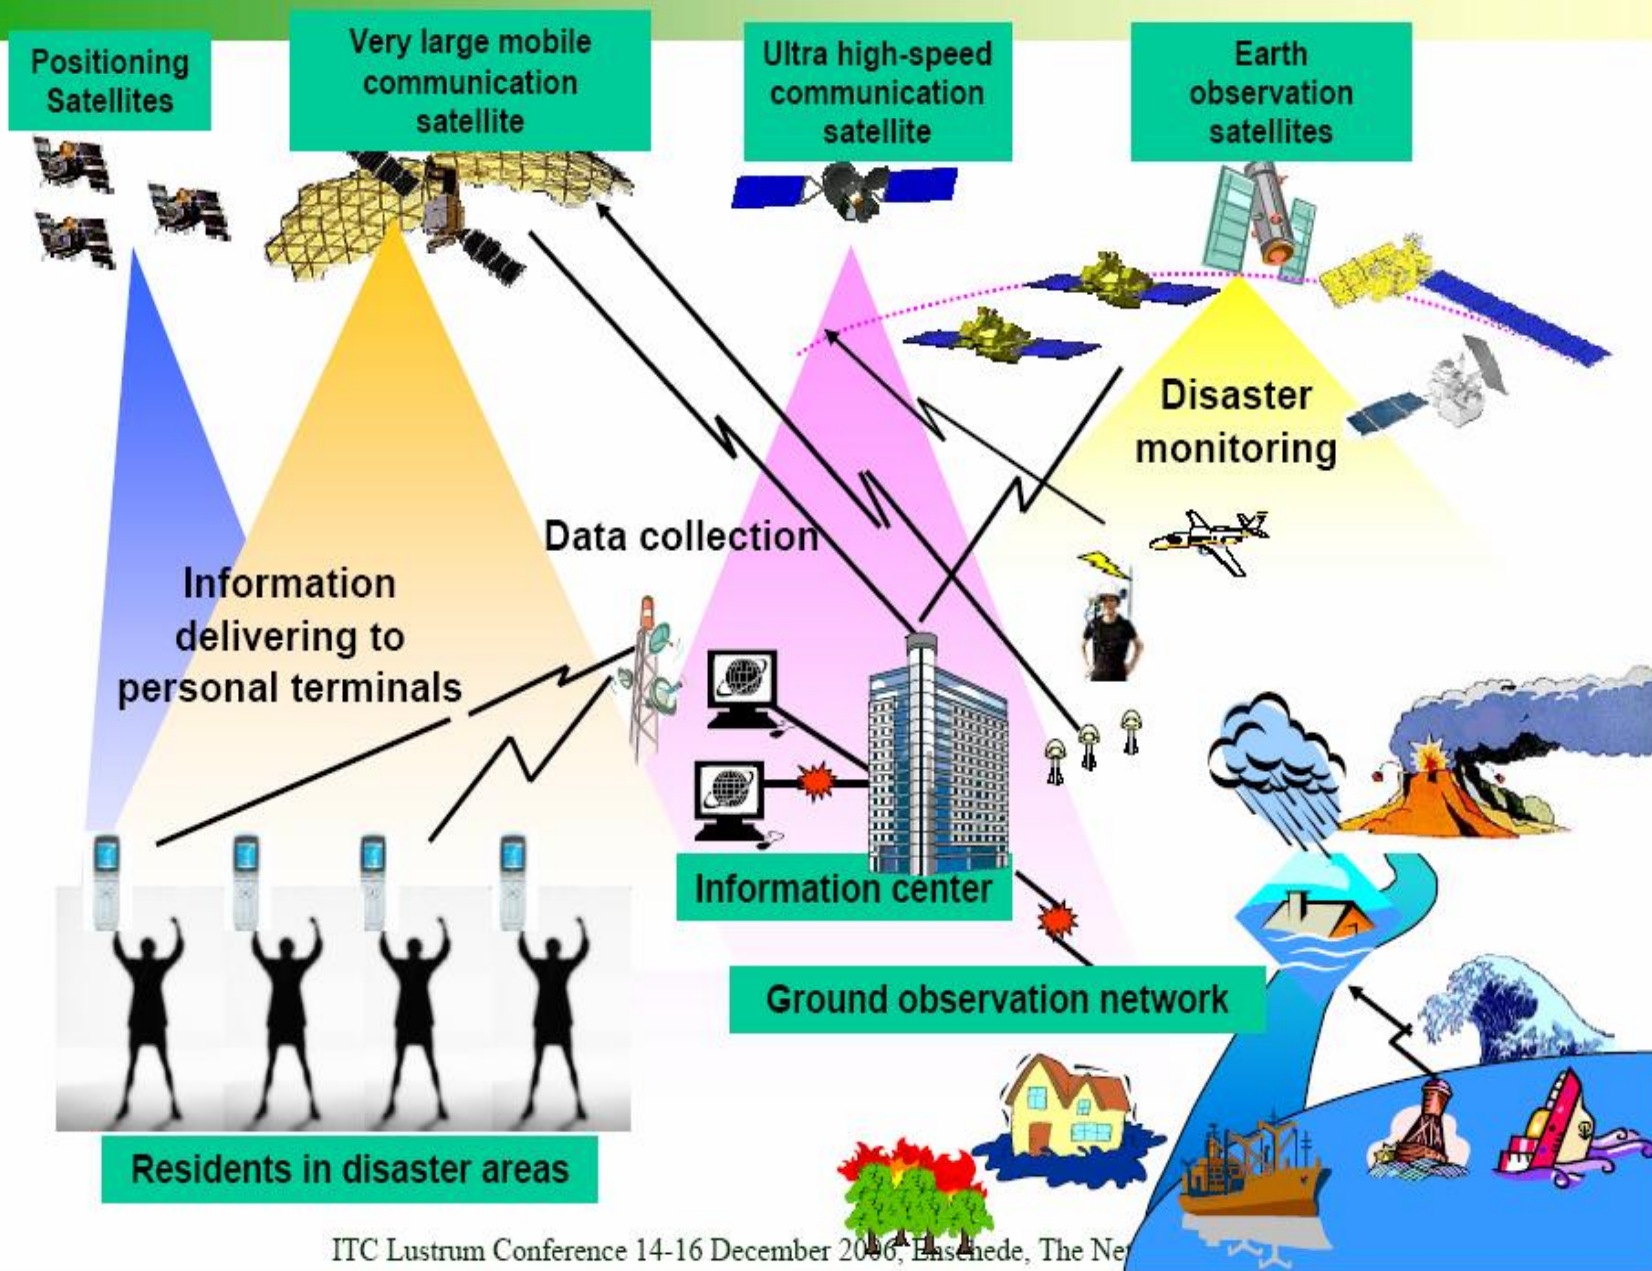 Positioning
Satellites
Very large mobile
communication
satellite
Ultra high-speed
communication
satellite
Earth
observation
satellites
Disaster
monitoring
Data collection
Information
delivering to
personal terminals
Information center
Ground observation network
Residents in disaster areas
ITC Lustrum Conference 14-16 December 2006, Enschede, The